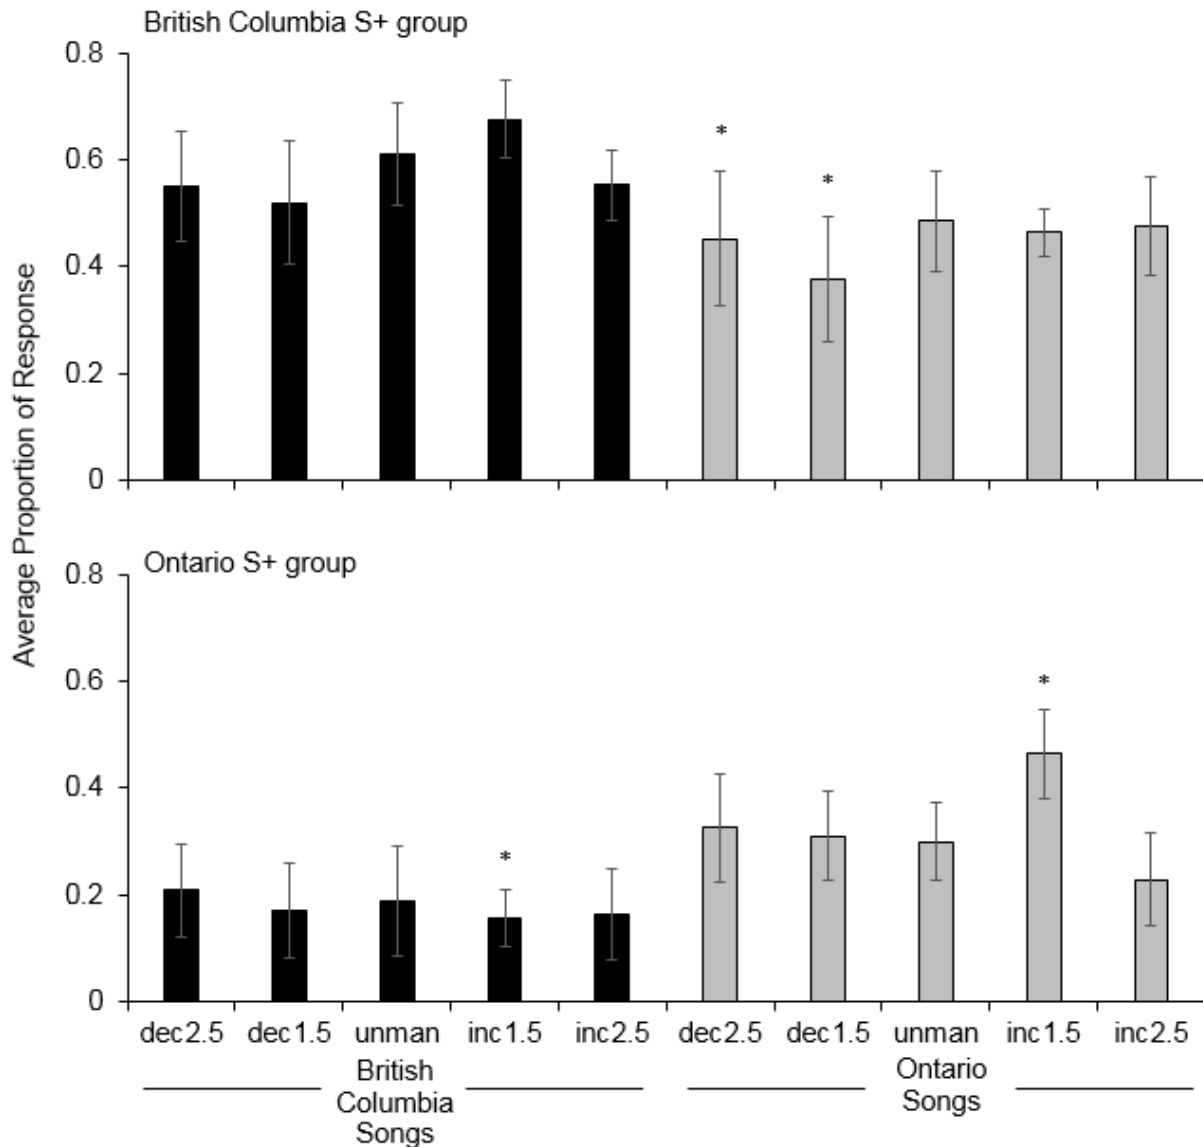 British Columbia S+ group
Average Proportion of Response
0.8
*
0.6
*
0.4
0.2
0
Ontario S+ group
0.8
0.6
*
0.4
*
0.2
0
dec2.5 dec1.5 unman inc1.5 inc2.5 dec2.5 dec1.5 unman inc1.5 inc2.5
British
Columbia
Songs
Ontario
Songs